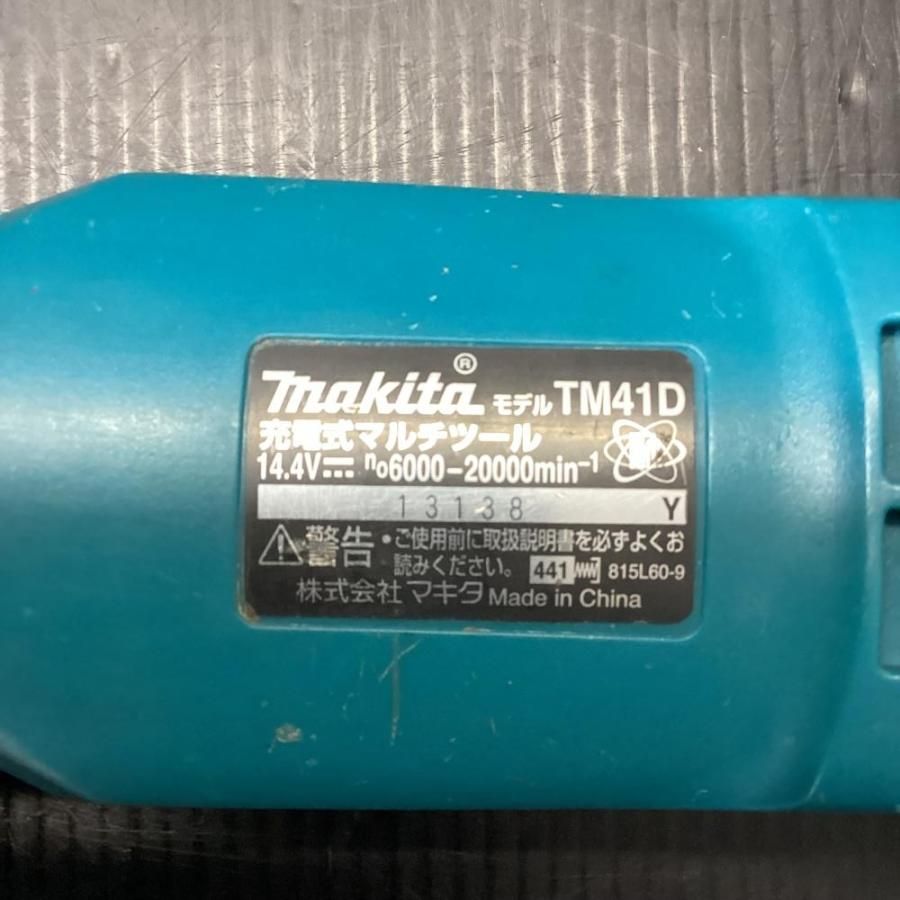 makita® モデル TM41D
充電式マルチツール
14.4V n₀6000-20000min⁻¹
13138 Y
警告 ・ご使用前に取扱説明書を必ずよくお
読みください。 441 815L60-9
株式会社 マキタ Made in China